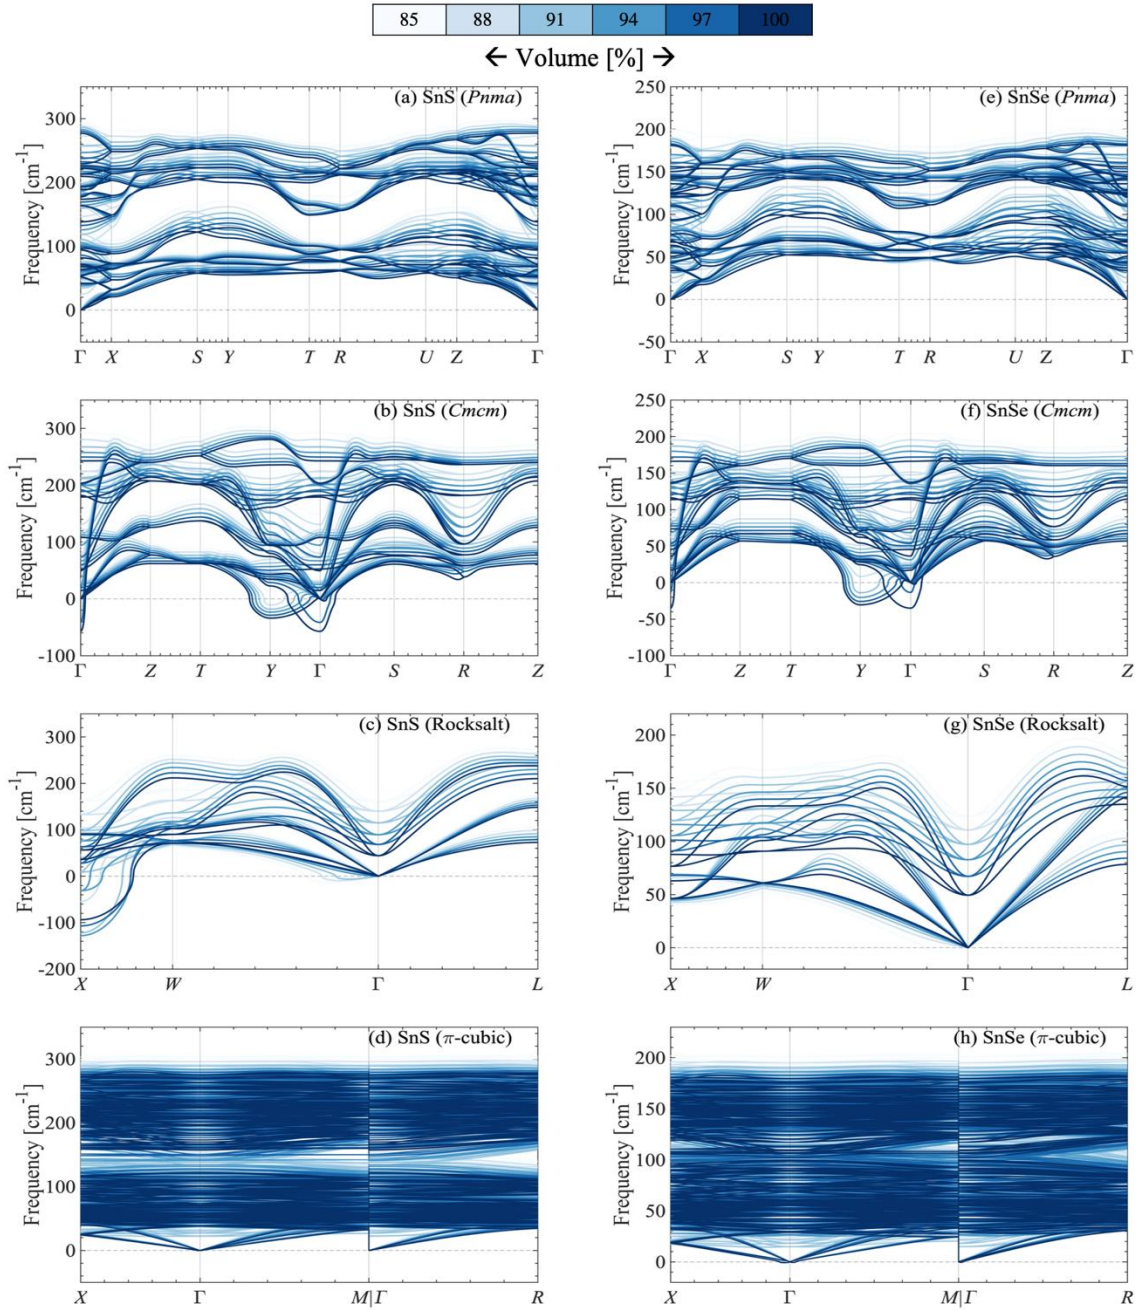 85 88 91 94 97 100
← Volume [%] →
(a) SnS (Pnma)
Frequency [cm⁻¹]
300
200
100
0
Γ X S Y T R U Z Γ
(e) SnSe (Pnma)
Frequency [cm⁻¹]
250
200
150
100
50
0
-50
Γ X S Y T R U Z Γ
(b) SnS (Cmcm)
Frequency [cm⁻¹]
300
200
100
0
-100
Γ Z T Y Γ S R Z
(f) SnSe (Cmcm)
Frequency [cm⁻¹]
250
200
150
100
50
0
-50
-100
Γ Z T Y Γ S R Z
(c) SnS (Rocksalt)
Frequency [cm⁻¹]
300
200
100
0
-100
-200
X W Γ L
(g) SnSe (Rocksalt)
Frequency [cm⁻¹]
200
150
100
50
0
X W Γ L
(d) SnS (π-cubic)
Frequency [cm⁻¹]
300
200
100
0
X Γ M|Γ R
(h) SnSe (π-cubic)
Frequency [cm⁻¹]
200
150
100
50
0
X Γ M|Γ R